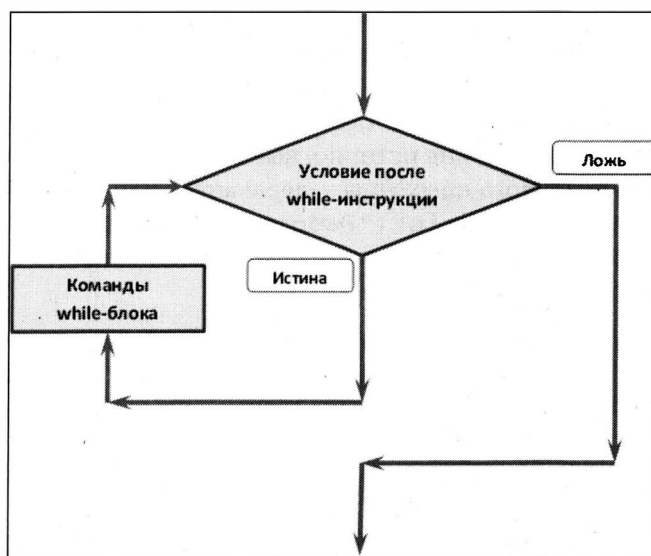 Условие после
while-инструкции
Ложь
Истина
Команды
while-блока